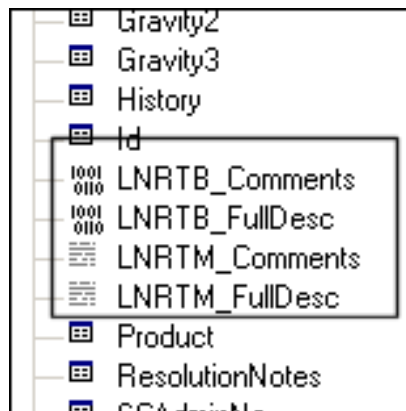 Gravity2
Gravity3
History
Id
LNRTB_Comments
LNRTB_FullDesc
LNRTM_Comments
LNRTM_FullDesc
Product
ResolutionNotes